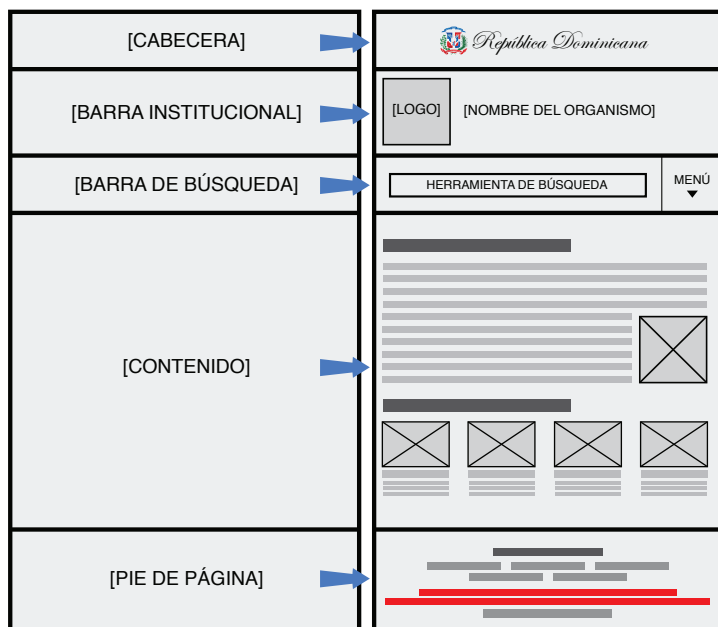 [CABECERA]
República Dominicana
[BARRA INSTITUCIONAL]
[LOGO]
[NOMBRE DEL ORGANISMO]
[BARRA DE BÚSQUEDA]
HERRAMIENTA DE BÚSQUEDA
MENÚ
[CONTENIDO]
[PIE DE PÁGINA]